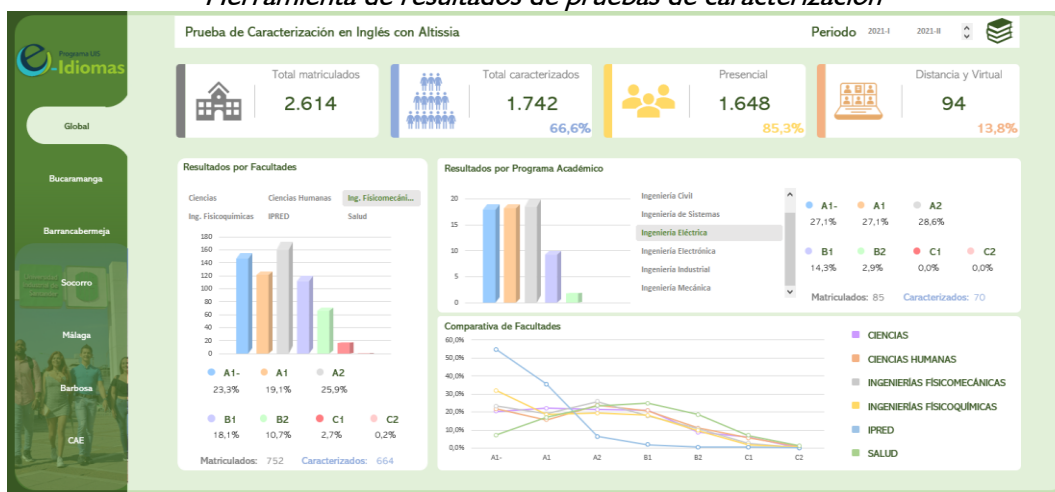 Herramienta de resultados de pruebas de caracterización
Programa UIS
e-Idiomas
Global
Bucaramanga
Barrancabermeja
Socorro
Málaga
Barbosa
CAE
Prueba de Caracterización en Inglés con Altissia
Periodo 2021-I 2021-II
Total matriculados
2.614
Total caracterizados
1.742
66,6%
Presencial
1.648
85,3%
Distancia y Virtual
94
13,8%
Resultados por Facultades
Ciencias Ciencias Humanas Ing. Fisicomecáni...
Ing. Fisicoquímicas IPRED Salud
180
160
140
120
100
80
60
40
20
0
A1- A1 A2
23,3% 19,1% 25,9%
B1 B2 C1 C2
18,1% 10,7% 2,7% 0,2%
Matriculados: 752 Caracterizados: 664
Resultados por Programa Académico
20
15
10
5
0
Ingeniería Civil
Ingeniería de Sistemas
Ingeniería Eléctrica
Ingeniería Electrónica
Ingeniería Industrial
Ingeniería Mecánica
A1- A1 A2
27,1% 27,1% 28,6%
B1 B2 C1 C2
14,3% 2,9% 0,0% 0,0%
Matriculados: 85 Caracterizados: 70
Comparativa de Facultades
60,0%
50,0%
40,0%
30,0%
20,0%
10,0%
0,0%
A1- A1 A2 B1 B2 C1 C2
CIENCIAS
CIENCIAS HUMANAS
INGENIERÍAS FÍSICOMECÁNICAS
INGENIERÍAS FÍSICOQUÍMICAS
IPRED
SALUD